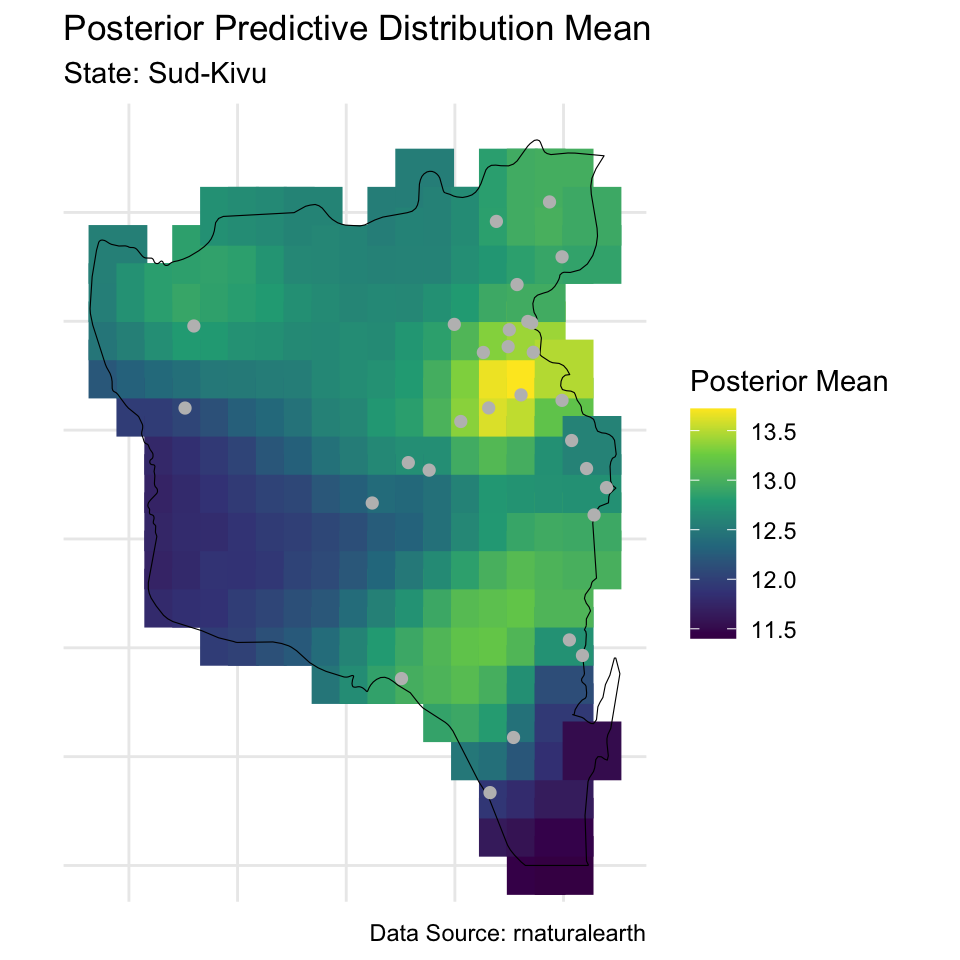 Posterior Predictive Distribution Mean
State: Sud-Kivu
Posterior Mean
13.5
13.0
12.5
12.0
11.5
Data Source: rnaturalearth